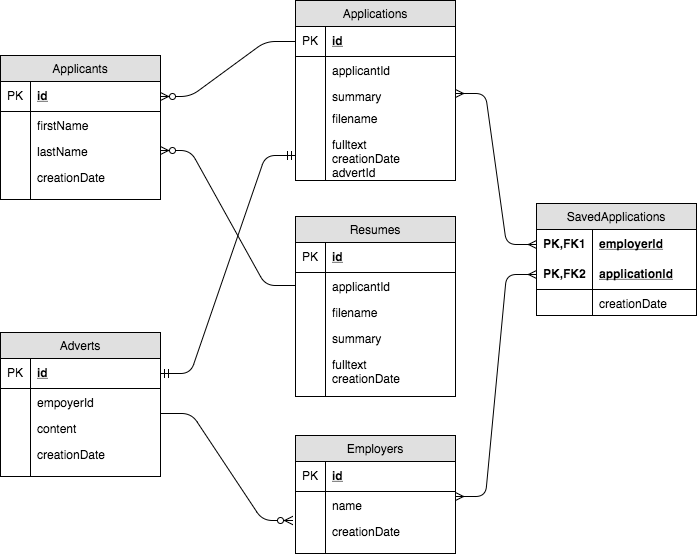 Applicants
PK id
firstName
lastName
creationDate
Applications
PK id
applicantId
summary
filename
fulltext
creationDate
advertId
Resumes
PK id
applicantId
filename
summary
fulltext
creationDate
SavedApplications
PK,FK1 employerId
PK,FK2 applicationId
creationDate
Adverts
PK id
empoyerId
content
creationDate
Employers
PK id
name
creationDate